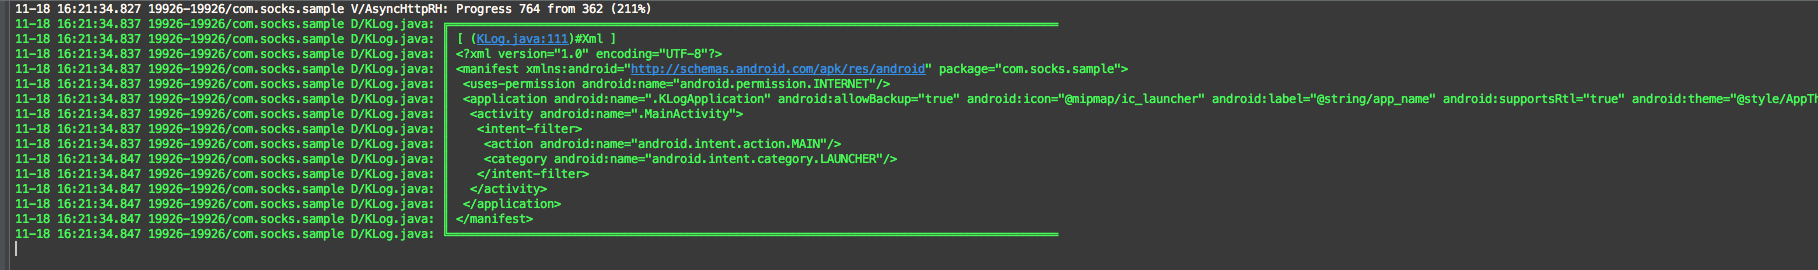 11-18 16:21:34.827 19926-19926/com.socks.sample V/AsyncHttpRH: Progress 764 from 362 (211%)
11-18 16:21:34.837 19926-19926/com.socks.sample D/KLog.java: ╔═══════════════════════════════════════════════════════════════════════════════════════
11-18 16:21:34.837 19926-19926/com.socks.sample D/KLog.java: ║ [ (KLog.java:111)#Xml ]
11-18 16:21:34.837 19926-19926/com.socks.sample D/KLog.java: ║ <?xml version="1.0" encoding="UTF-8"?>
11-18 16:21:34.837 19926-19926/com.socks.sample D/KLog.java: ║ <manifest xmlns:android="http://schemas.android.com/apk/res/android" package="com.socks.sample">
11-18 16:21:34.837 19926-19926/com.socks.sample D/KLog.java: ║  <uses-permission android:name="android.permission.INTERNET"/>
11-18 16:21:34.837 19926-19926/com.socks.sample D/KLog.java: ║  <application android:name=".KLogApplication" android:allowBackup="true" android:icon="@mipmap/ic_launcher" android:label="@string/app_name" android:supportsRtl="true" android:theme="@style/AppTh
11-18 16:21:34.837 19926-19926/com.socks.sample D/KLog.java: ║   <activity android:name=".MainActivity">
11-18 16:21:34.837 19926-19926/com.socks.sample D/KLog.java: ║    <intent-filter>
11-18 16:21:34.837 19926-19926/com.socks.sample D/KLog.java: ║     <action android:name="android.intent.action.MAIN"/>
11-18 16:21:34.847 19926-19926/com.socks.sample D/KLog.java: ║     <category android:name="android.intent.category.LAUNCHER"/>
11-18 16:21:34.847 19926-19926/com.socks.sample D/KLog.java: ║    </intent-filter>
11-18 16:21:34.847 19926-19926/com.socks.sample D/KLog.java: ║   </activity>
11-18 16:21:34.847 19926-19926/com.socks.sample D/KLog.java: ║  </application>
11-18 16:21:34.847 19926-19926/com.socks.sample D/KLog.java: ║ </manifest>
11-18 16:21:34.847 19926-19926/com.socks.sample D/KLog.java: ╚═══════════════════════════════════════════════════════════════════════════════════════